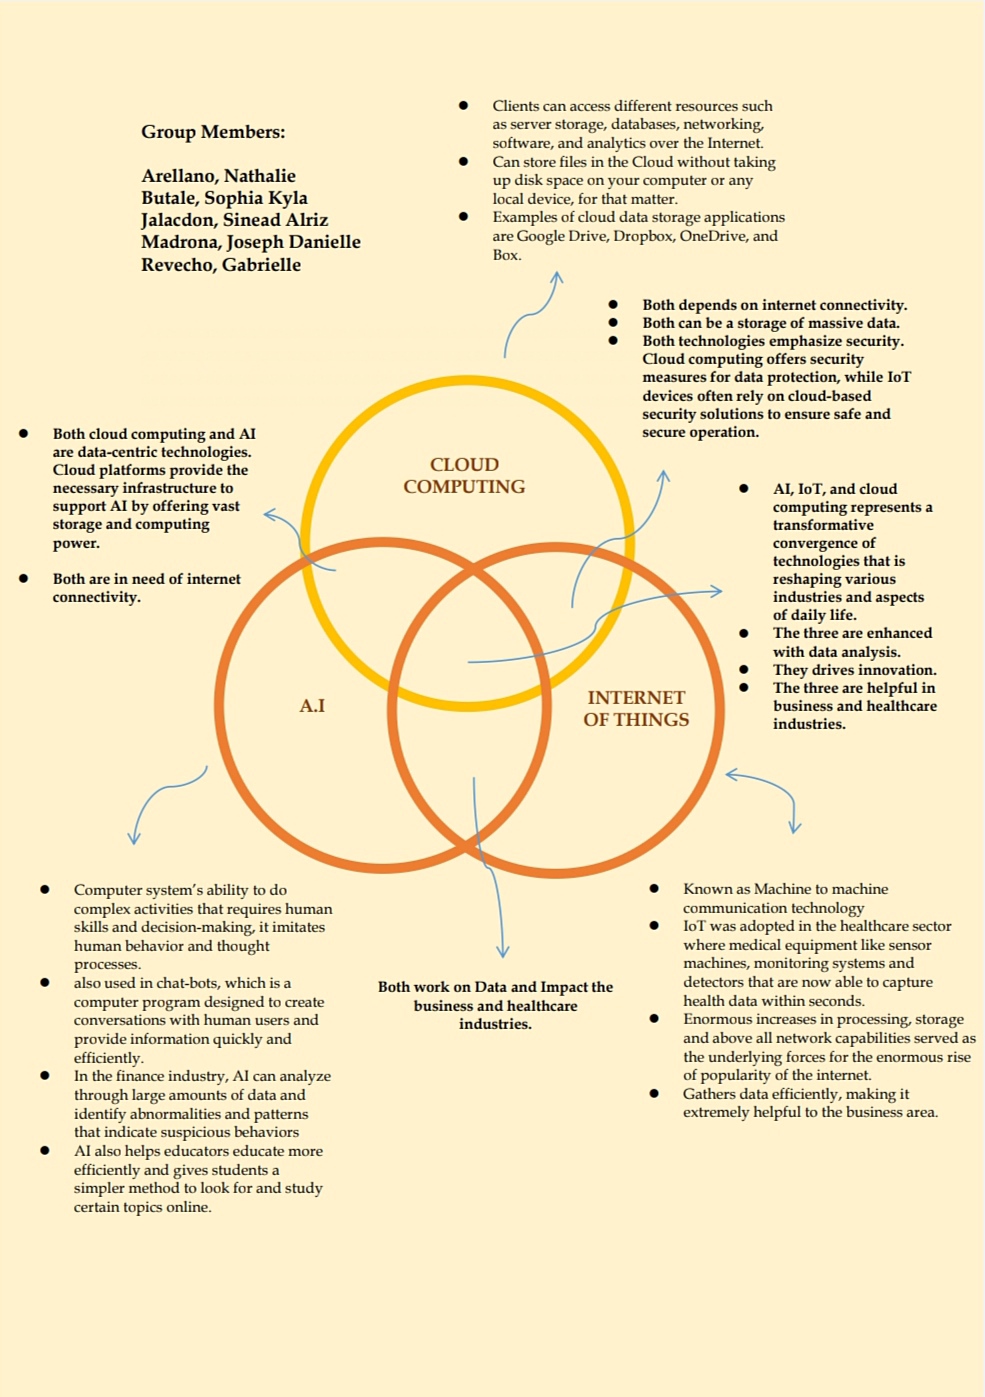 Group Members:
Arellano, Nathalie
Butale, Sophia Kyla
Jalacdon, Sinead Alriz
Madrona, Joseph Danielle
Revecho, Gabrielle
● Clients can access different resources such
as server storage, databases, networking,
software, and analytics over the Internet.
● Can store files in the Cloud without taking
up disk space on your computer or any
local device, for that matter.
● Examples of cloud data storage applications
are Google Drive, Dropbox, OneDrive, and
Box.
● Both depends on internet connectivity.
● Both can be a storage of massive data.
● Both technologies emphasize security.
Cloud computing offers security
measures for data protection, while IoT
devices often rely on cloud-based
security solutions to ensure safe and
secure operation.
● Both cloud computing and AI
are data-centric technologies.
Cloud platforms provide the
necessary infrastructure to
support AI by offering vast
storage and computing
power.
● Both are in need of internet
connectivity.
CLOUD
COMPUTING
● AI, IoT, and cloud
computing represents a
transformative
convergence of
technologies that is
reshaping various
industries and aspects
of daily life.
● The three are enhanced
with data analysis.
● They drives innovation.
● The three are helpful in
business and healthcare
industries.
A.I
INTERNET
OF THINGS
● Computer system's ability to do
complex activities that requires human
skills and decision-making, it imitates
human behavior and thought
processes.
● also used in chat-bots, which is a
computer program designed to create
conversations with human users and
provide information quickly and
efficiently.
● In the finance industry, AI can analyze
through large amounts of data and
identify abnormalities and patterns
that indicate suspicious behaviors
● AI also helps educators educate more
efficiently and gives students a
simpler method to look for and study
certain topics online.
Both work on Data and Impact the
business and healthcare
industries.
● Known as Machine to machine
communication technology
● IoT was adopted in the healthcare sector
where medical equipment like sensor
machines, monitoring systems and
detectors that are now able to capture
health data within seconds.
● Enormous increases in processing, storage
and above all network capabilities served as
the underlying forces for the enormous rise
of popularity of the internet.
● Gathers data efficiently, making it
extremely helpful to the business area.